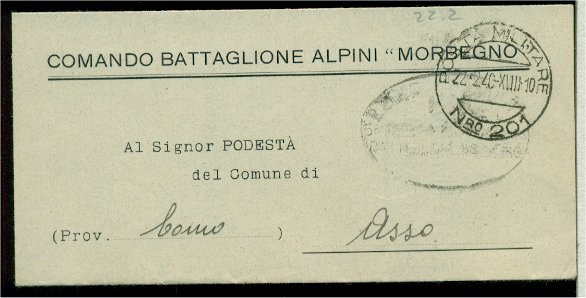 22.2
COMANDO BATTAGLIONE ALPINI "MORBEGNO
POSTA MILITARE
22·2·40·XVIII·10
NRO 201
Al Signor PODESTÀ
del Comune di
(Prov. Como ) Asso